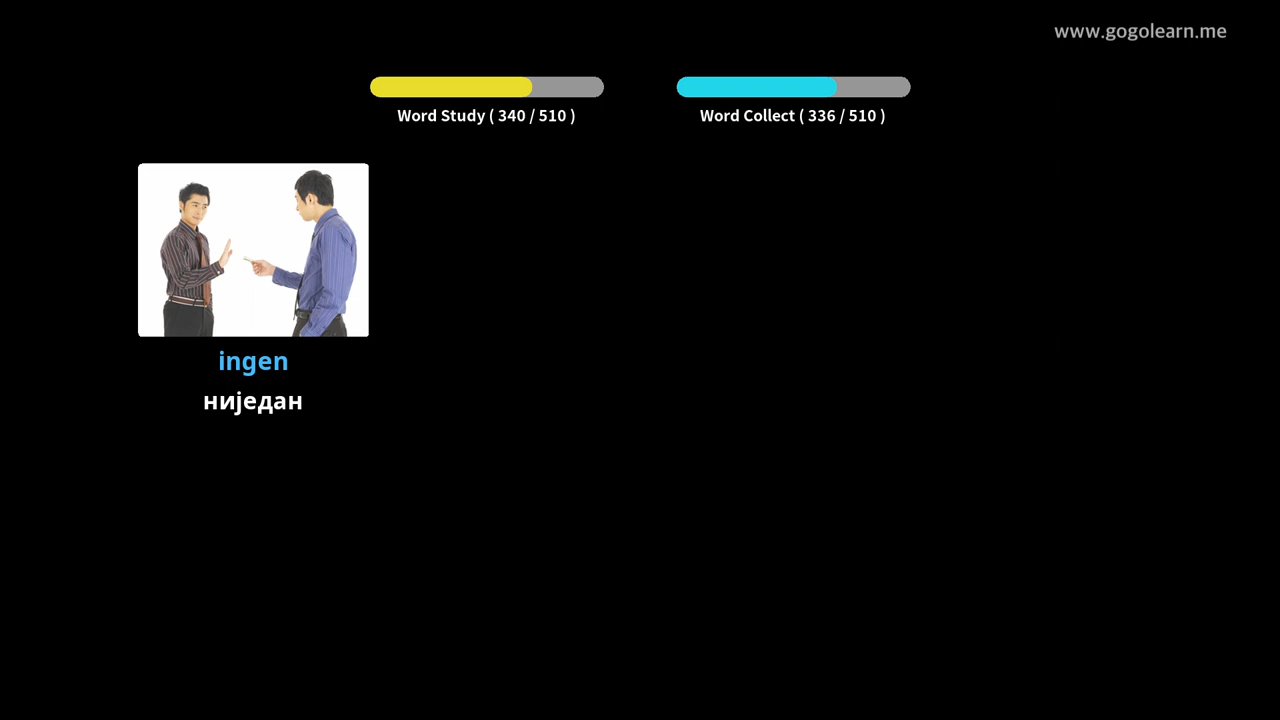 www.gogolearn.me
Word Study ( 340 / 510 )
Word Collect ( 336 / 510 )
ingen
ниједан